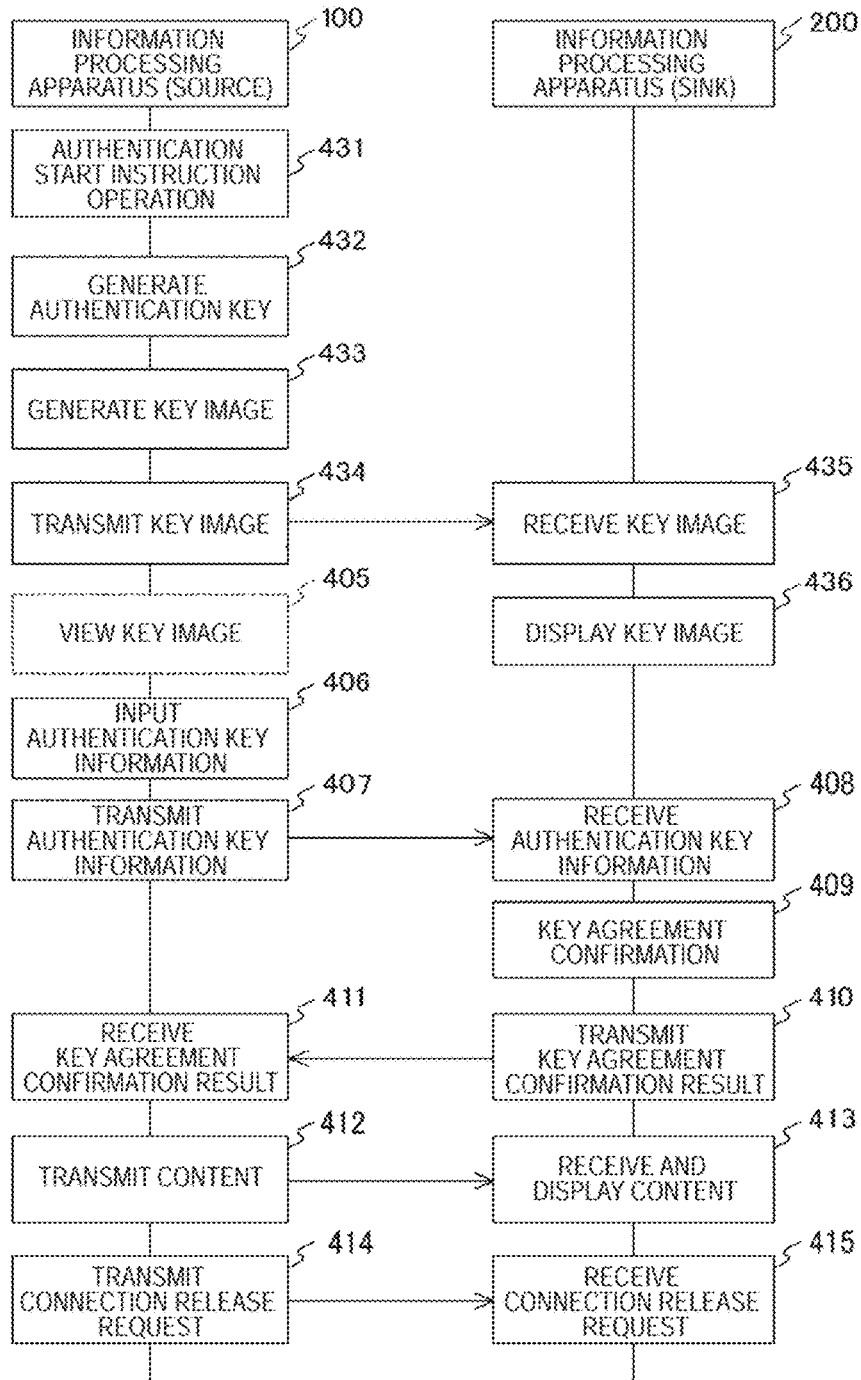 100
INFORMATION
PROCESSING
APPARATUS (SOURCE)
200
INFORMATION
PROCESSING
APPARATUS (SINK)
431
AUTHENTICATION
START INSTRUCTION
OPERATION
432
GENERATE
AUTHENTICATION KEY
433
GENERATE KEY IMAGE
434
TRANSMIT KEY IMAGE
435
RECEIVE KEY IMAGE
405
VIEW KEY IMAGE
436
DISPLAY KEY IMAGE
406
INPUT
AUTHENTICATION KEY
INFORMATION
407
TRANSMIT
AUTHENTICATION KEY
INFORMATION
408
RECEIVE
AUTHENTICATION KEY
INFORMATION
409
KEY AGREEMENT
CONFIRMATION
411
RECEIVE
KEY AGREEMENT
CONFIRMATION RESULT
410
TRANSMIT
KEY AGREEMENT
CONFIRMATION RESULT
412
TRANSMIT CONTENT
413
RECEIVE AND
DISPLAY CONTENT
414
TRANSMIT
CONNECTION RELEASE
REQUEST
415
RECEIVE
CONNECTION RELEASE
REQUEST